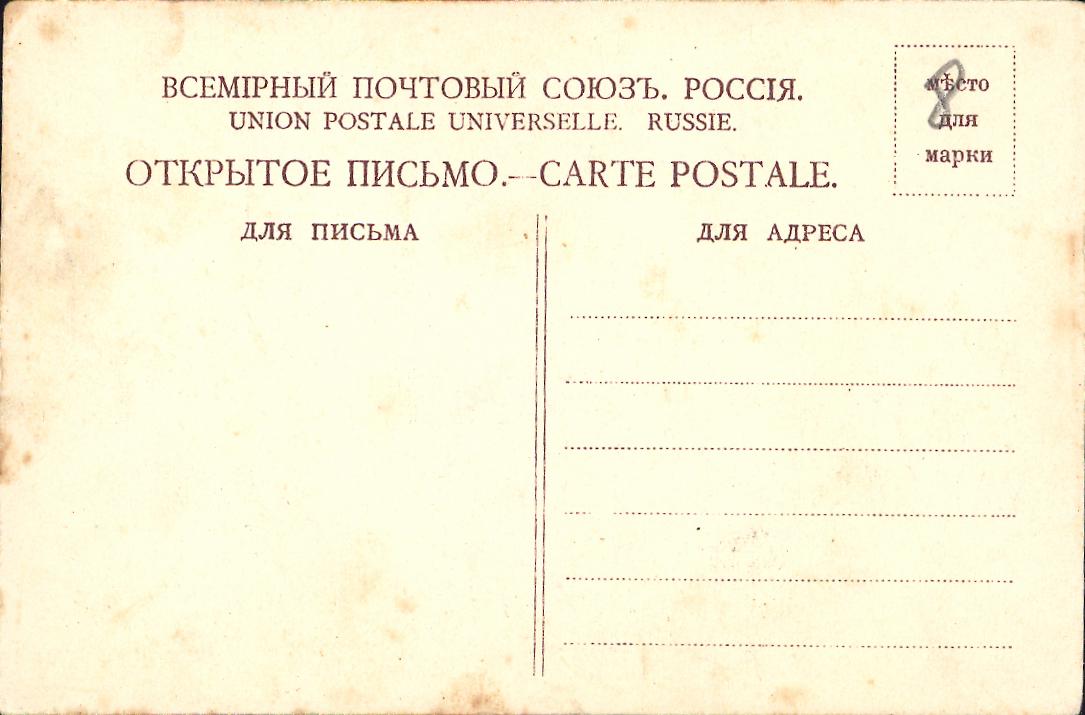 ВСЕМІРНЫЙ ПОЧТОВЫЙ СОЮЗЪ. РОССІЯ.
UNION POSTALE UNIVERSELLE. RUSSIE.
ОТКРЫТОЕ ПИСЬМО.—CARTE POSTALE.
мѣсто
для
марки
8
ДЛЯ ПИСЬМА
ДЛЯ АДРЕСА